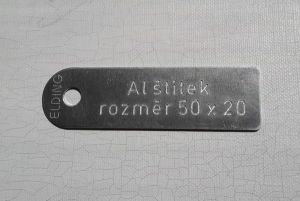 ELDING
Al štítek
rozměr 50 x 20